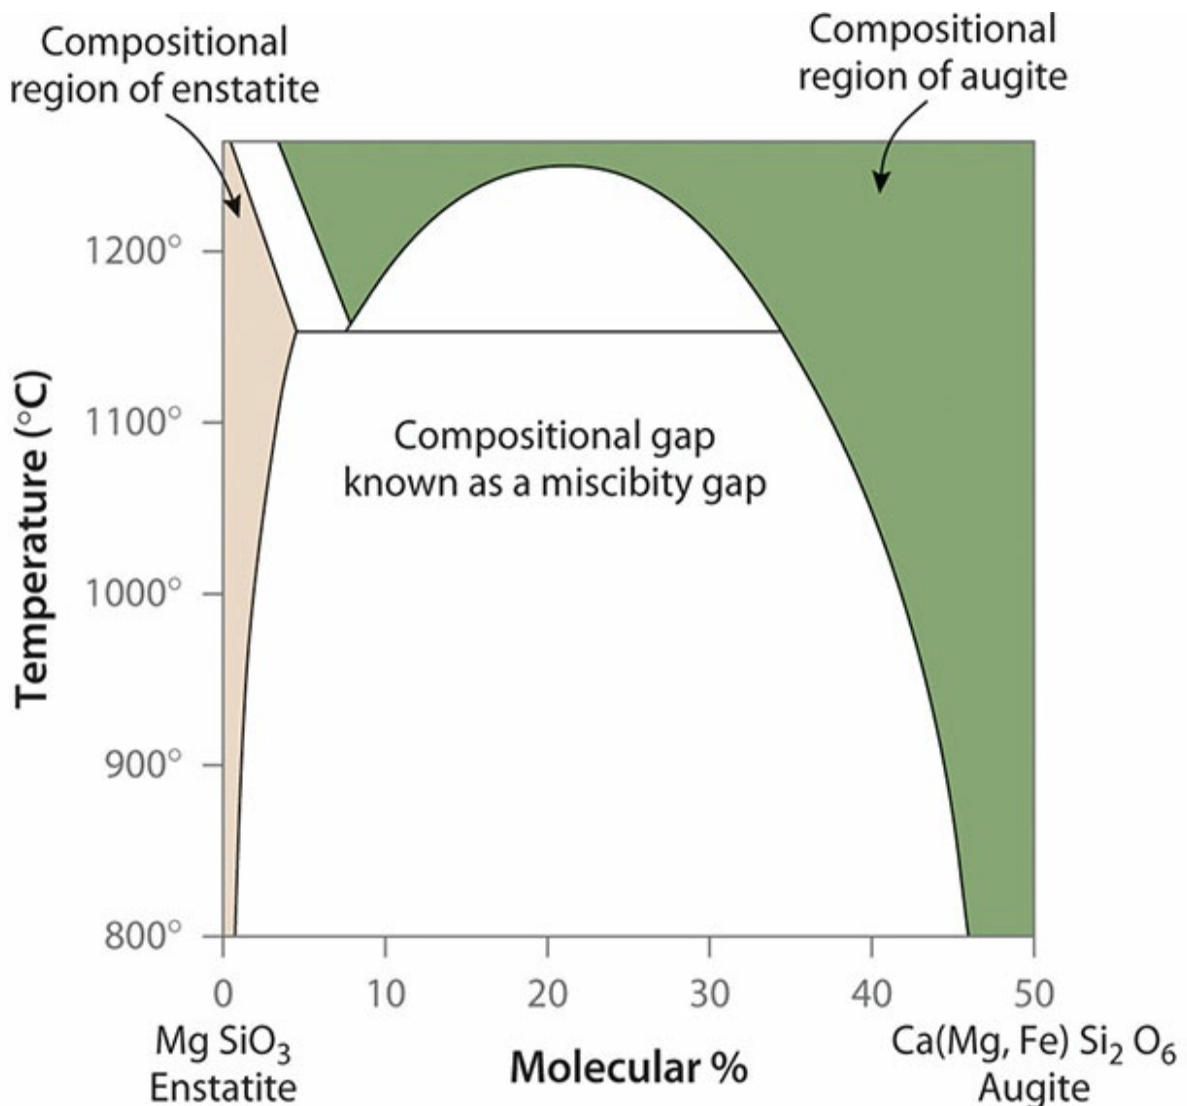 Compositional
region of enstatite
Compositional
region of augite
1200°
1100°
1000°
900°
800°
Temperature (°C)
Compositional gap
known as a miscibity gap
0
10
20
30
40
50
Mg SiO₃
Enstatite
Molecular %
Ca(Mg, Fe) Si₂ O₆
Augite